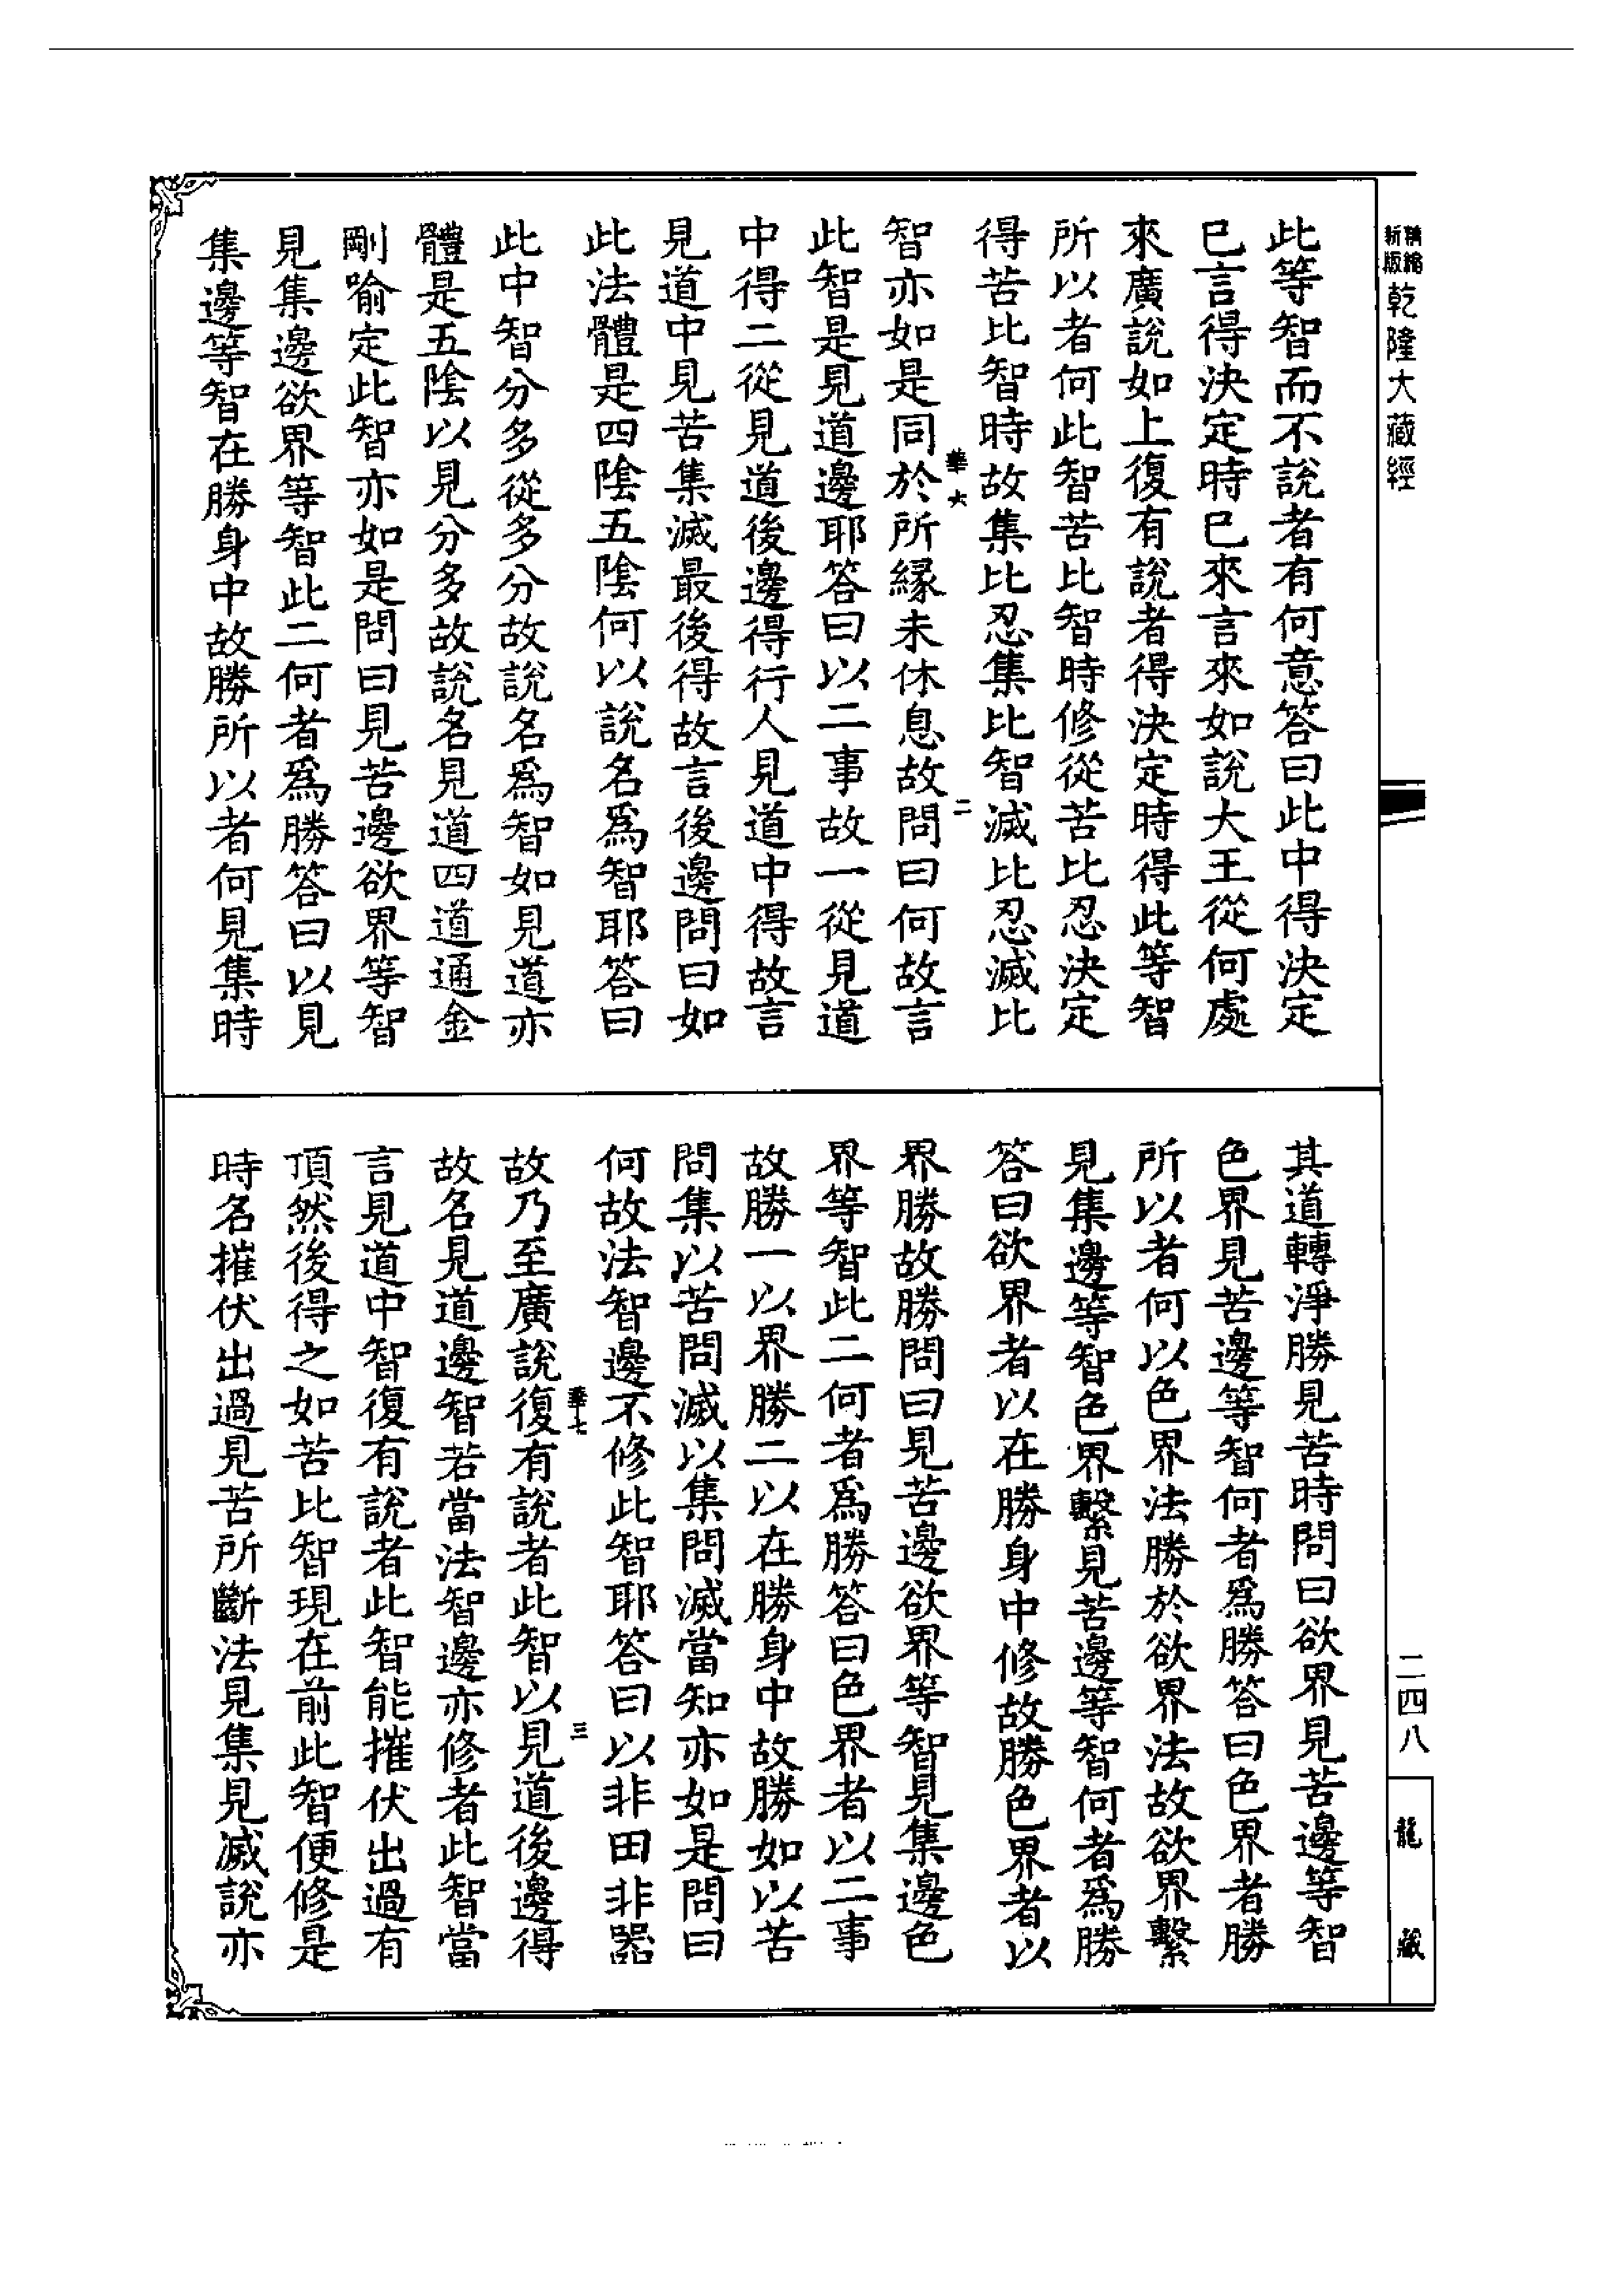 精縮新版乾隆大藏經
此等智而不說者有何意答曰此中得決定
已言得決定時已來言來如說大王從何處
來廣說如上復有說者得決定時得此等智
所以者何此智苦比智時修從苦比忍決定
得苦比智時故集比忍集比智滅比忍滅比
華六
二
智亦如是同於所緣未休息故問曰何故言
此智是見道邊耶答曰以二事故一從見道
中得二從見道後邊得行人見道中得故言
見道中見苦集滅最後得故言後邊問曰如
此法體是四陰五陰何以說名為智耶答曰
此中智分多從多分故說名為智如見道亦
體是五陰以見分多故說名見道四道通金
剛喻定此智亦如是問曰見苦邊欲界等智
見集邊欲界等智此二何者為勝答曰以見
集邊等智在勝身中故勝所以者何見集時
其道轉淨勝見苦時問曰欲界見苦邊等智
色界見苦邊等智何者為勝答曰色界者勝
所以者何以色界法勝於欲界法故欲界繫
見集邊等智色界繫見苦邊等智何者為勝
答曰欲界者以在勝身中修故勝色界者以
界勝故勝問曰見苦邊欲界等智見集邊色
界等智此二何者為勝答曰色界者以二事
故勝一以界勝二以在勝身中故勝如以苦
問集以苦問滅以集問滅當知亦如是問曰
何故法智邊不修此智耶答曰以非田非器
華七
三
故乃至廣說復有說者此智以見道後邊得
故名見道邊智若當法智邊亦修者此智當
言見道中智復有說者此智能摧伏出過有
頂然後得之如苦比智現在前此智便修是
時名摧伏出過見苦所斷法見集見滅說亦
二四八
龍藏